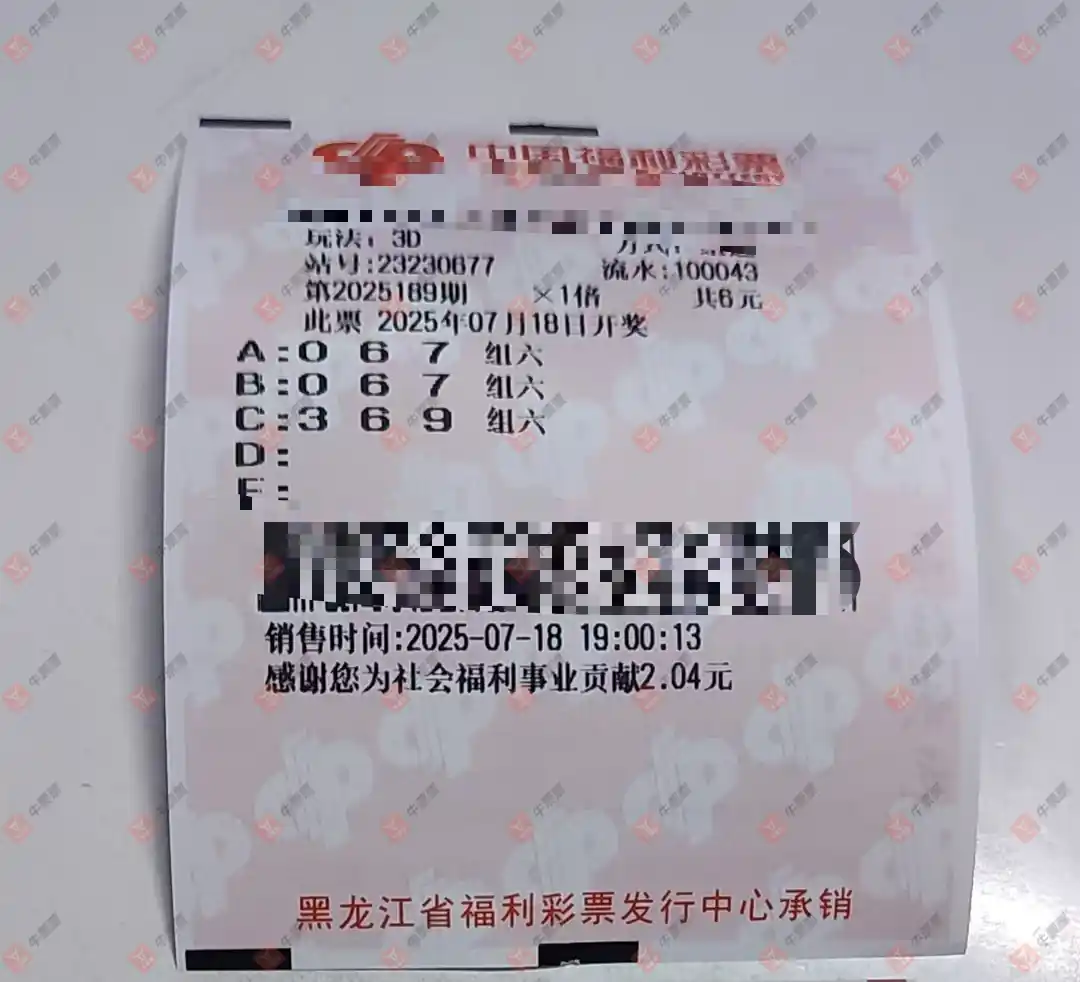 中国福利彩票
玩法：3D 方式：
站号:23230677 流水:100043
第2025189期 ×1倍 共6元
此票 2025年07月18日开奖
A:0 6 7 组六
B:0 6 7 组六
C:3 6 9 组六
D:
E:
销售时间:2025-07-18 19:00:13
感谢您为社会福利事业贡献2.04元
黑龙江省福利彩票发行中心承销